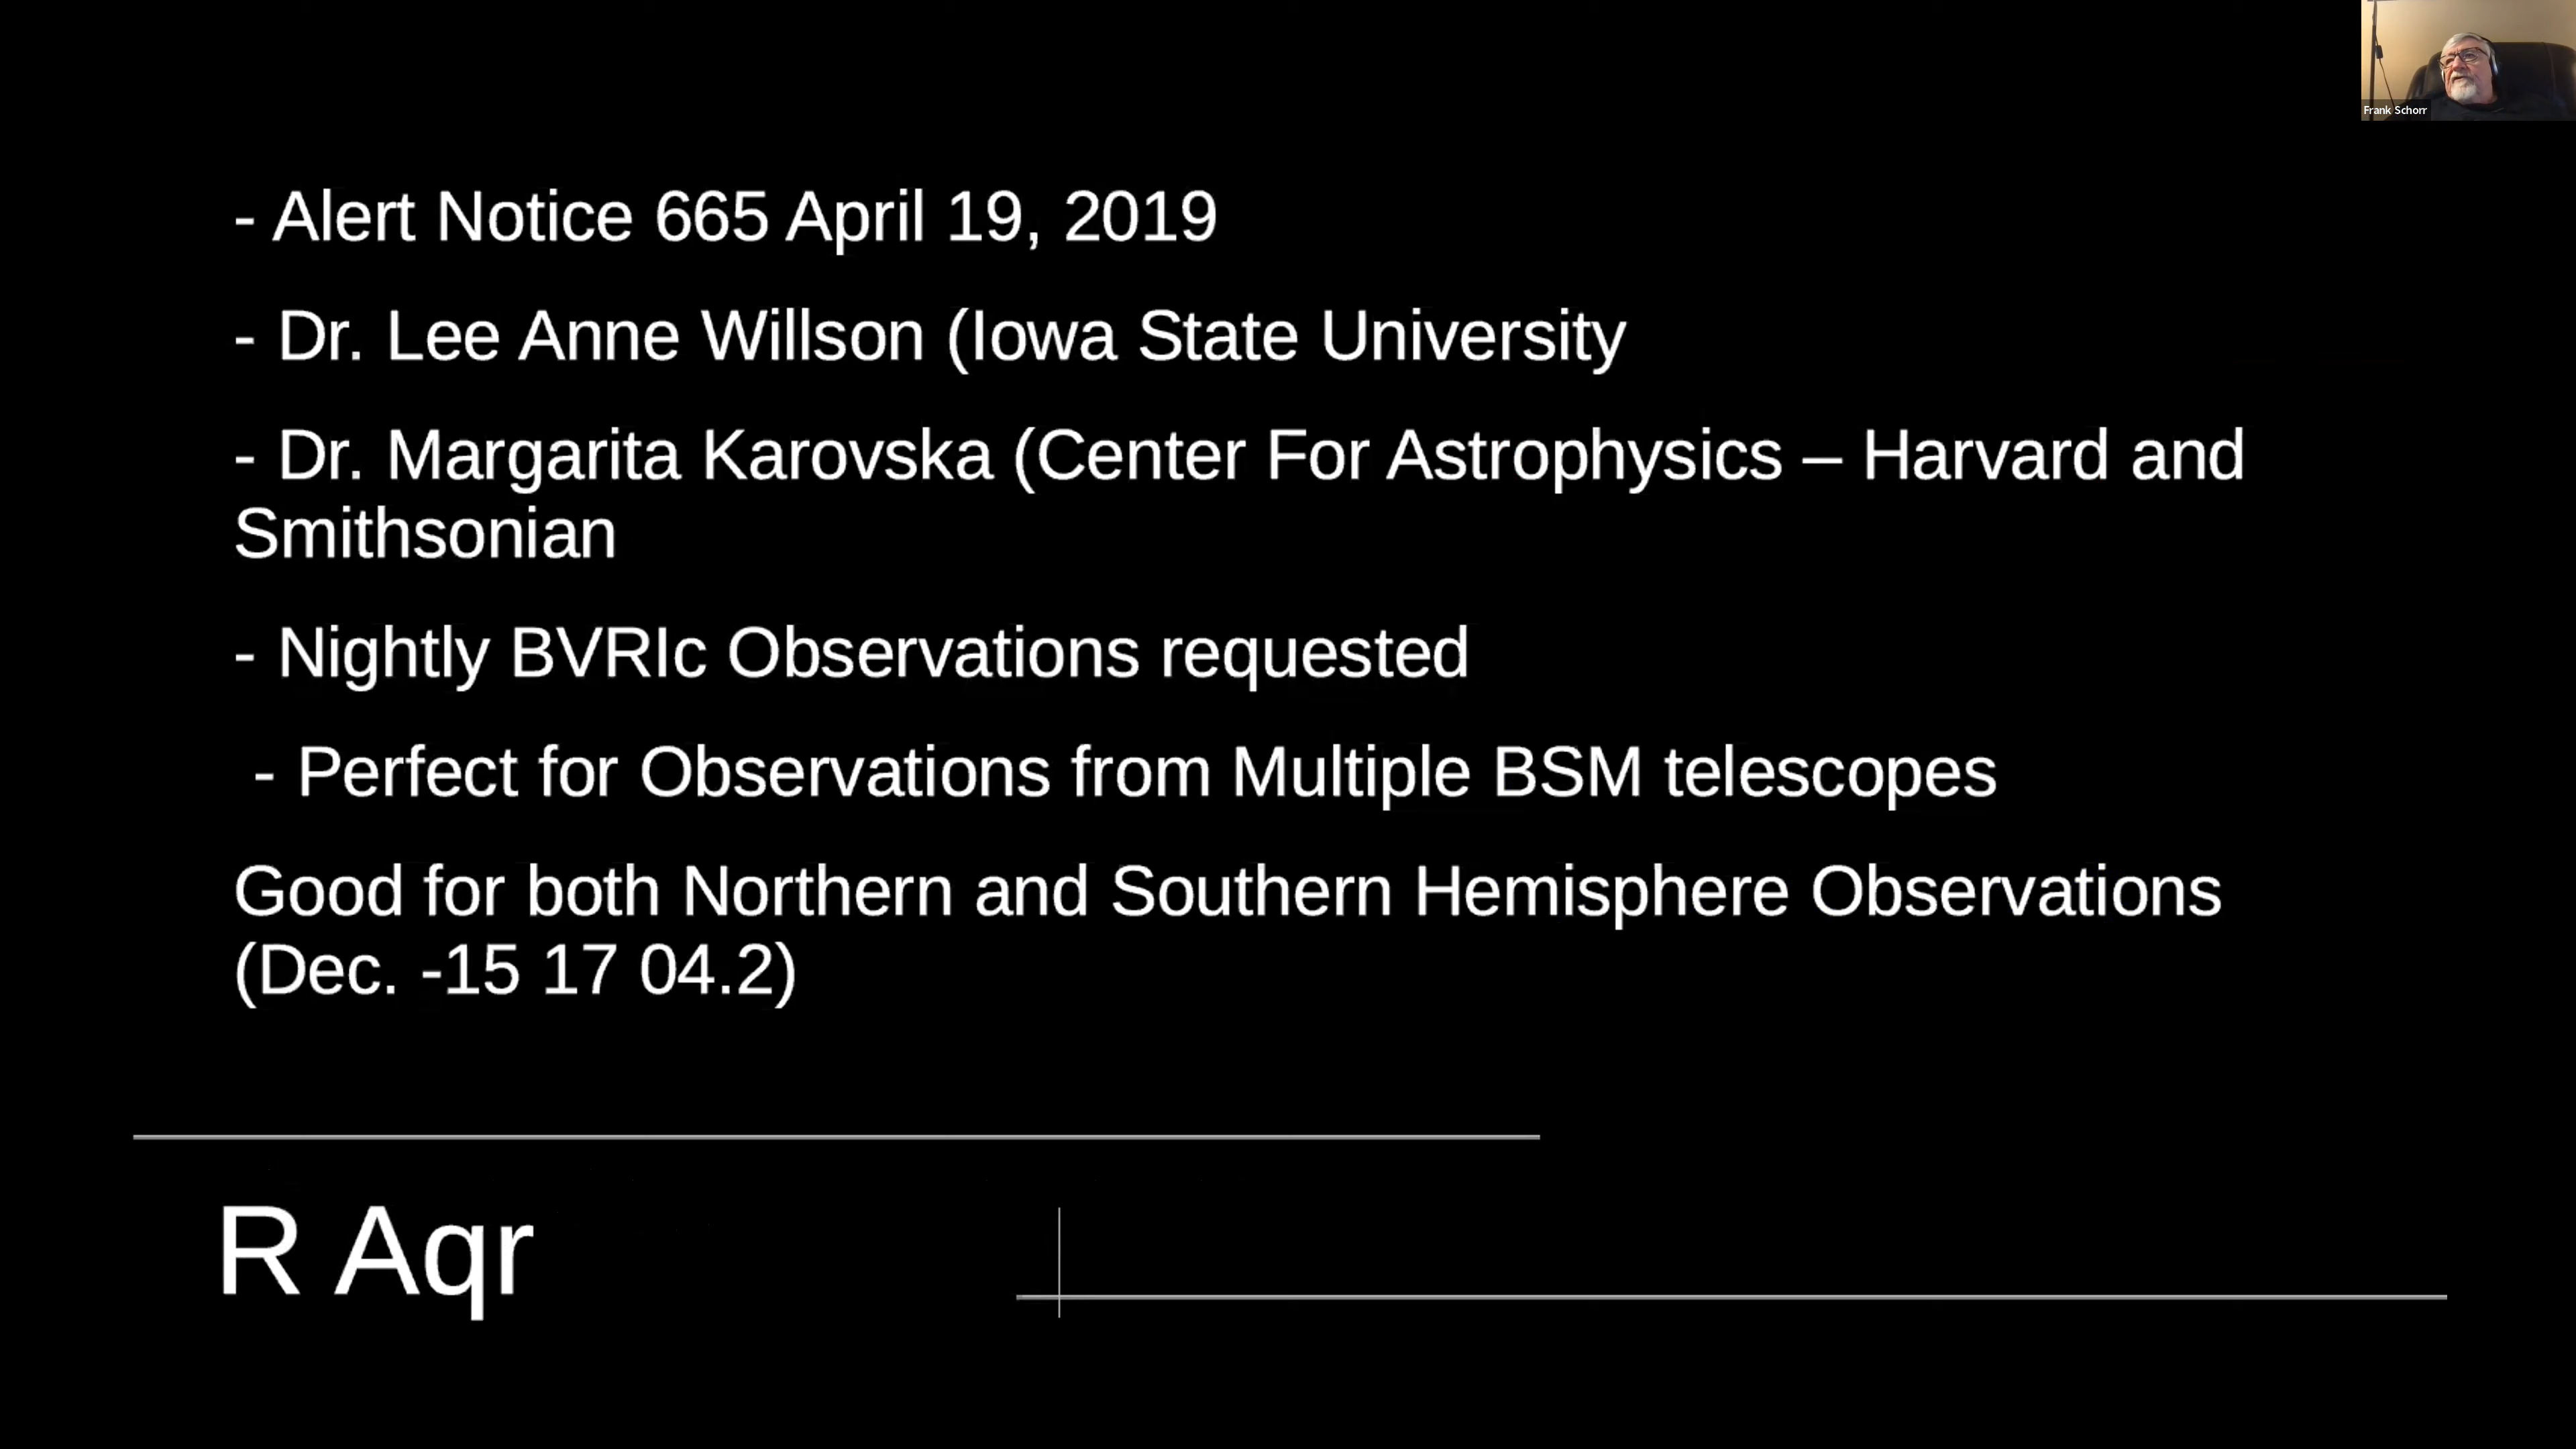 Frank Schorr
- Alert Notice 665 April 19, 2019
- Dr. Lee Anne Willson (Iowa State University
- Dr. Margarita Karovska (Center For Astrophysics – Harvard and
Smithsonian
- Nightly BVRIc Observations requested
- Perfect for Observations from Multiple BSM telescopes
Good for both Northern and Southern Hemisphere Observations
(Dec. -15 17 04.2)
R Aqr